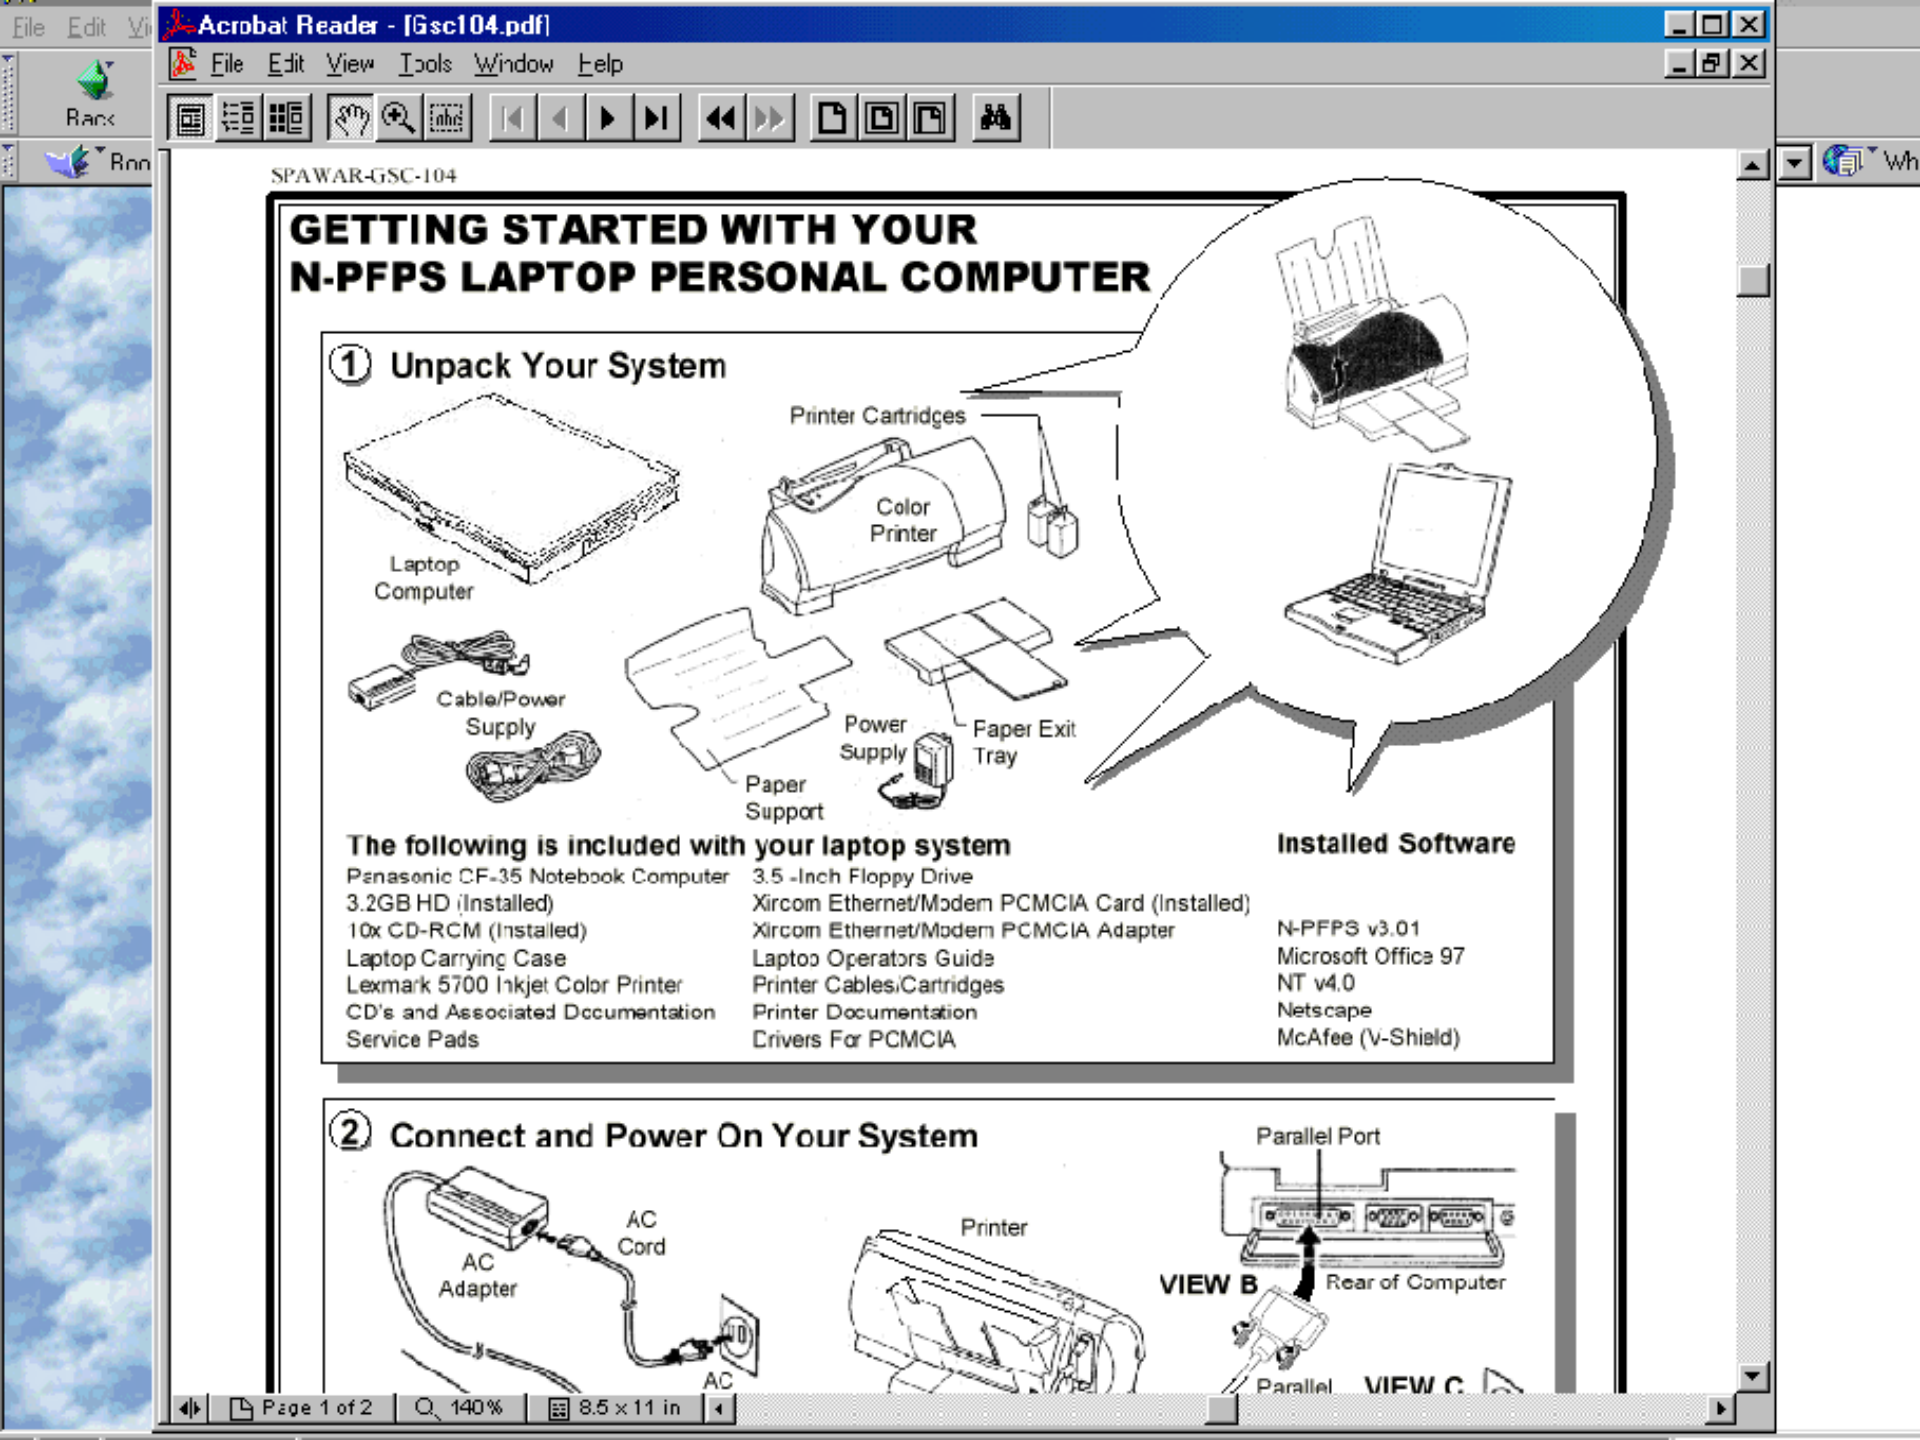 File Edit
Acrobat Reader - [Gsc104.pdf]
File Edit View Tools Window Help
Back
abc
SPAWAR-GSC-104
GETTING STARTED WITH YOUR
N-PFPS LAPTOP PERSONAL COMPUTER
1 Unpack Your System
Printer Cartridges
Color
Printer
Laptop
Computer
Cable/Power
Supply
Power
Supply
Paper Exit
Tray
Paper
Support
The following is included with your laptop system
Panasonic CF-35 Notebook Computer
3.2GB HD (Installed)
10x CD-ROM (Installed)
Laptop Carrying Case
Lexmark 5700 Inkjet Color Printer
CD's and Associated Documentation
Service Pads
3.5 -Inch Floppy Drive
Xircom Ethernet/Modem PCMCIA Card (Installed)
Xircom Ethernet/Modem PCMCIA Adapter
Laptop Operators Guide
Printer Cables/Cartridges
Printer Documentation
Drivers For PCMCIA
Installed Software
N-PFPS v3.01
Microsoft Office 97
NT v4.0
Netscape
McAfee (V-Shield)
2 Connect and Power On Your System
AC
Adapter
AC
Cord
AC
Printer
Parallel Port
Rear of Computer
VIEW B
Parallel
VIEW C
Page 1 of 2
140%
8.5 x 11 in